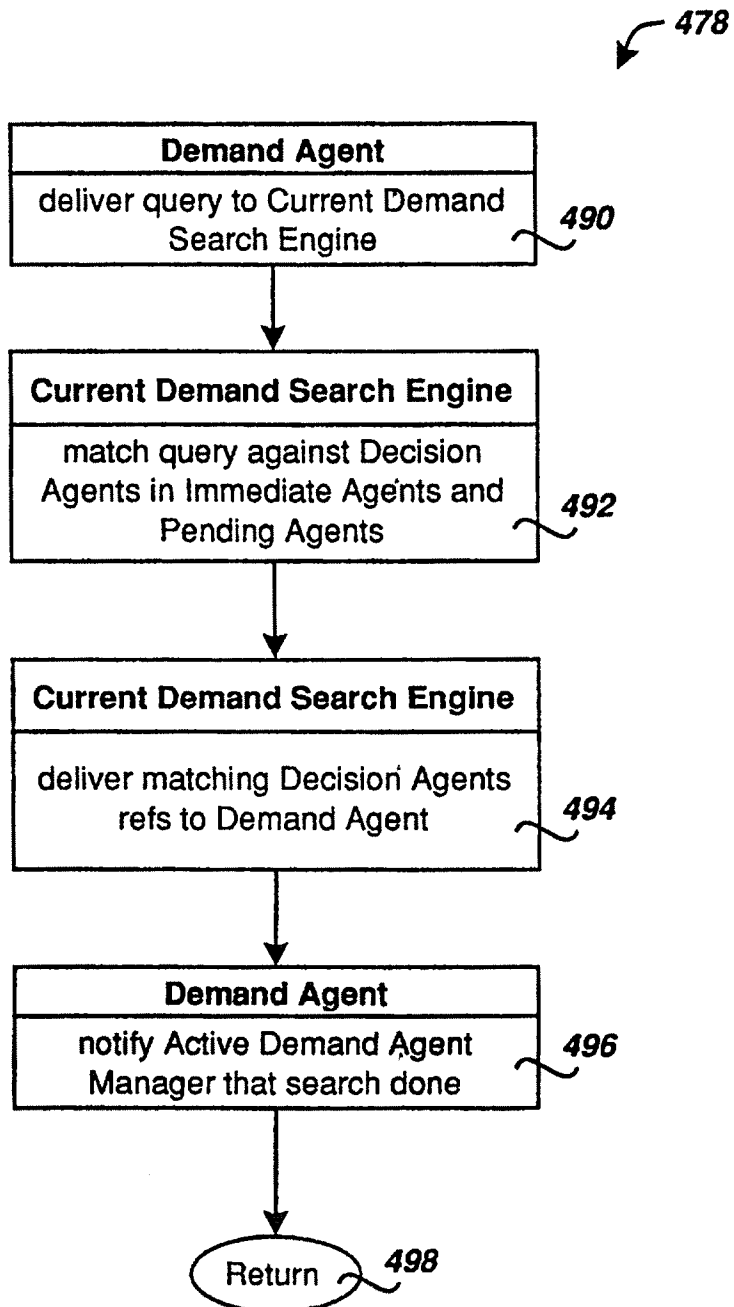 478
Demand Agent
deliver query to Current Demand
Search Engine
490
Current Demand Search Engine
match query against Decision
Agents in Immediate Agents and
Pending Agents
492
Current Demand Search Engine
deliver matching Decision Agents
refs to Demand Agent
494
Demand Agent
notify Active Demand Agent
Manager that search done
496
Return
498